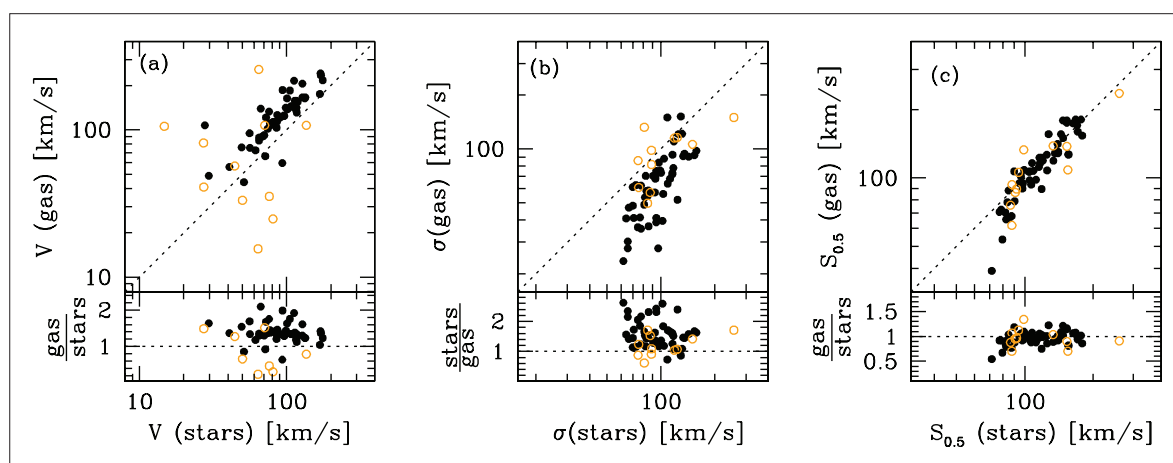 (a)
V (gas) [km/s]
100
10
gas
stars
2
1
10
100
V (stars) [km/s]
(b)
σ(gas) [km/s]
100
stars
gas
2
1
100
σ(stars) [km/s]
(c)
S0.5 (gas) [km/s]
100
gas
stars
1.5
1
0.5
100
S0.5 (stars) [km/s]